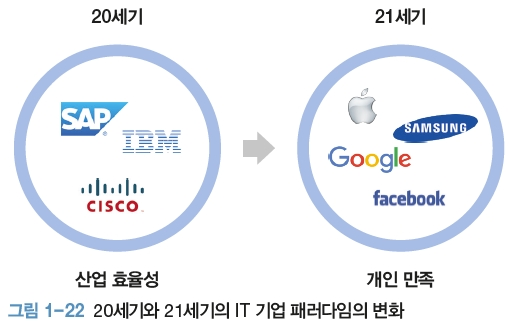 20세기
21세기
SAP
IBM
CISCO
SAMSUNG
Google
facebook
산업 효율성
개인 만족
그림 1-22 20세기와 21세기의 IT 기업 패러다임의 변화